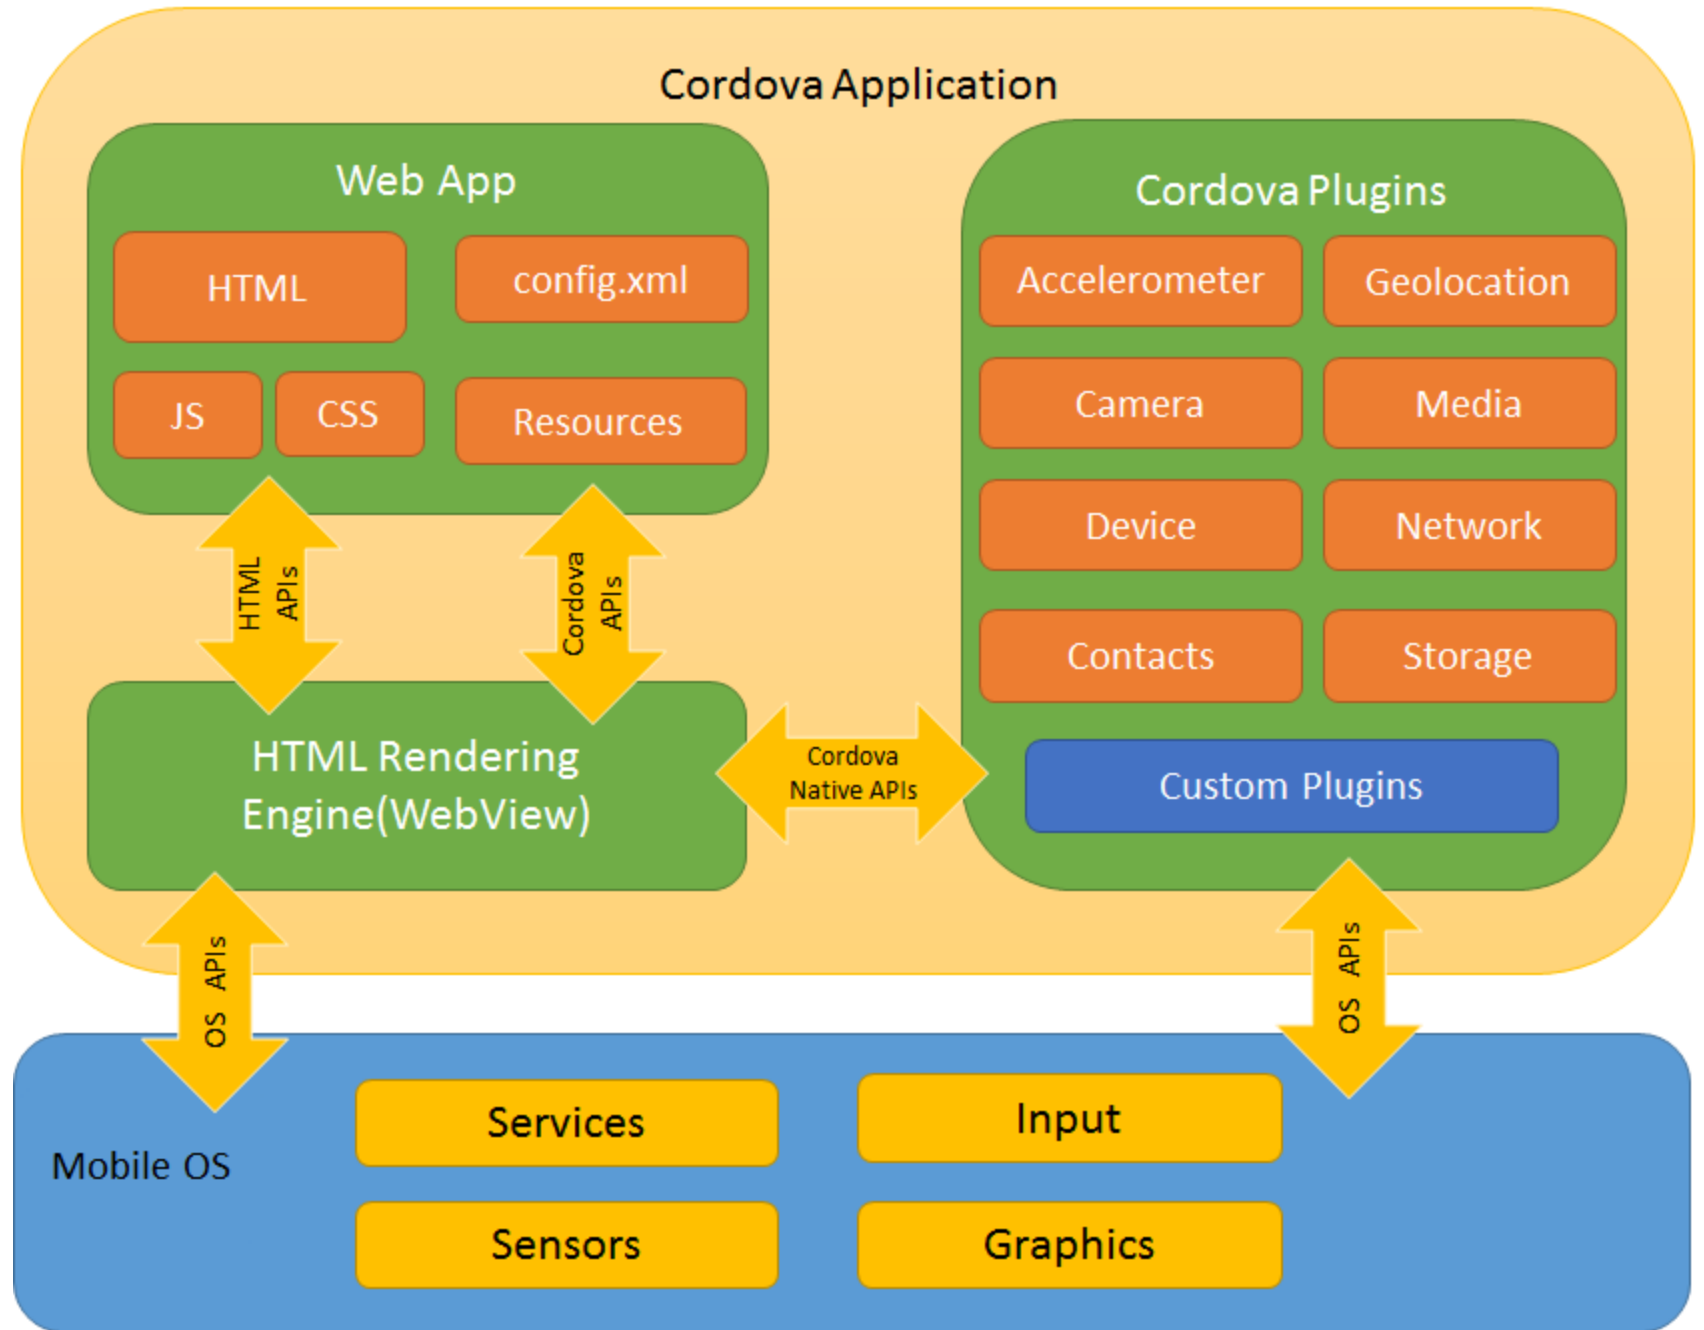 Cordova Application
Web App
HTML
config.xml
JS
CSS
Resources
HTML
APIs
Cordova
APIs
HTML Rendering
Engine(WebView)
Cordova
Native APIs
Cordova Plugins
Accelerometer
Geolocation
Camera
Media
Device
Network
Contacts
Storage
Custom Plugins
OS APIs
OS APIs
Mobile OS
Services
Input
Sensors
Graphics